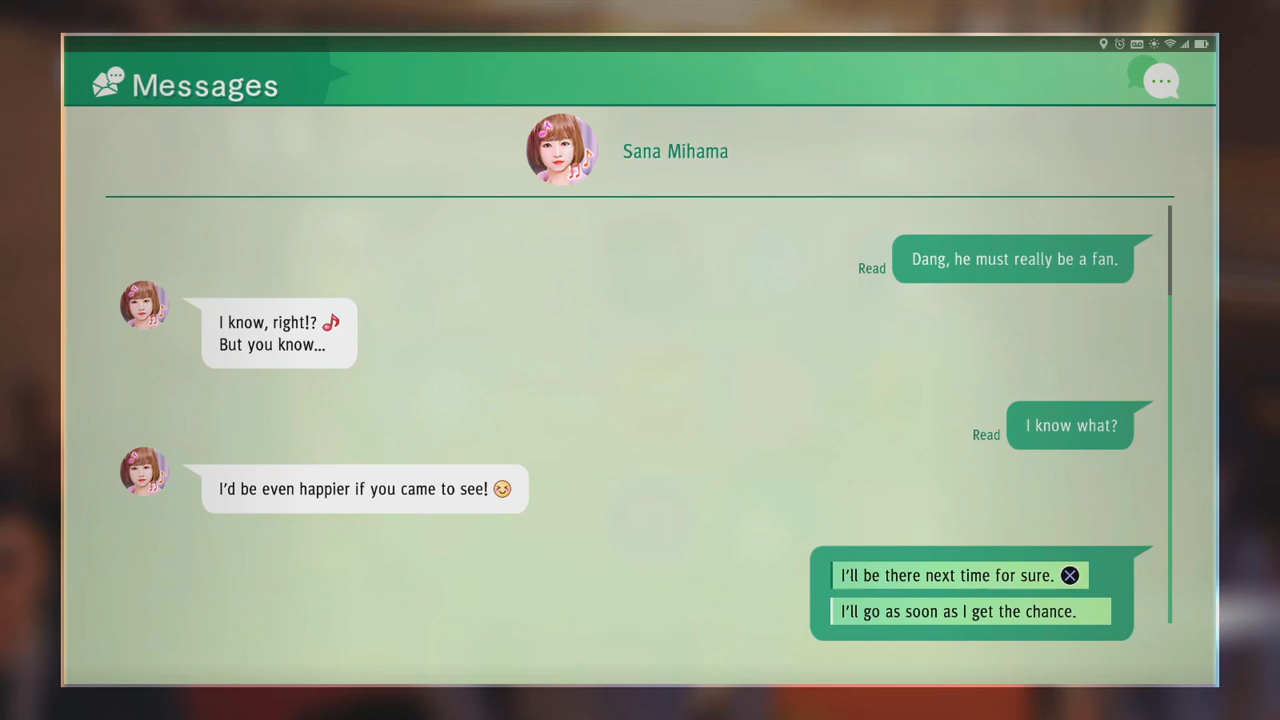 Messages
Sana Mihama
Dang, he must really be a fan.
Read
I know, right!?
But you know...
I know what?
Read
I'd be even happier if you came to see!
I'll be there next time for sure.
I'll go as soon as I get the chance.